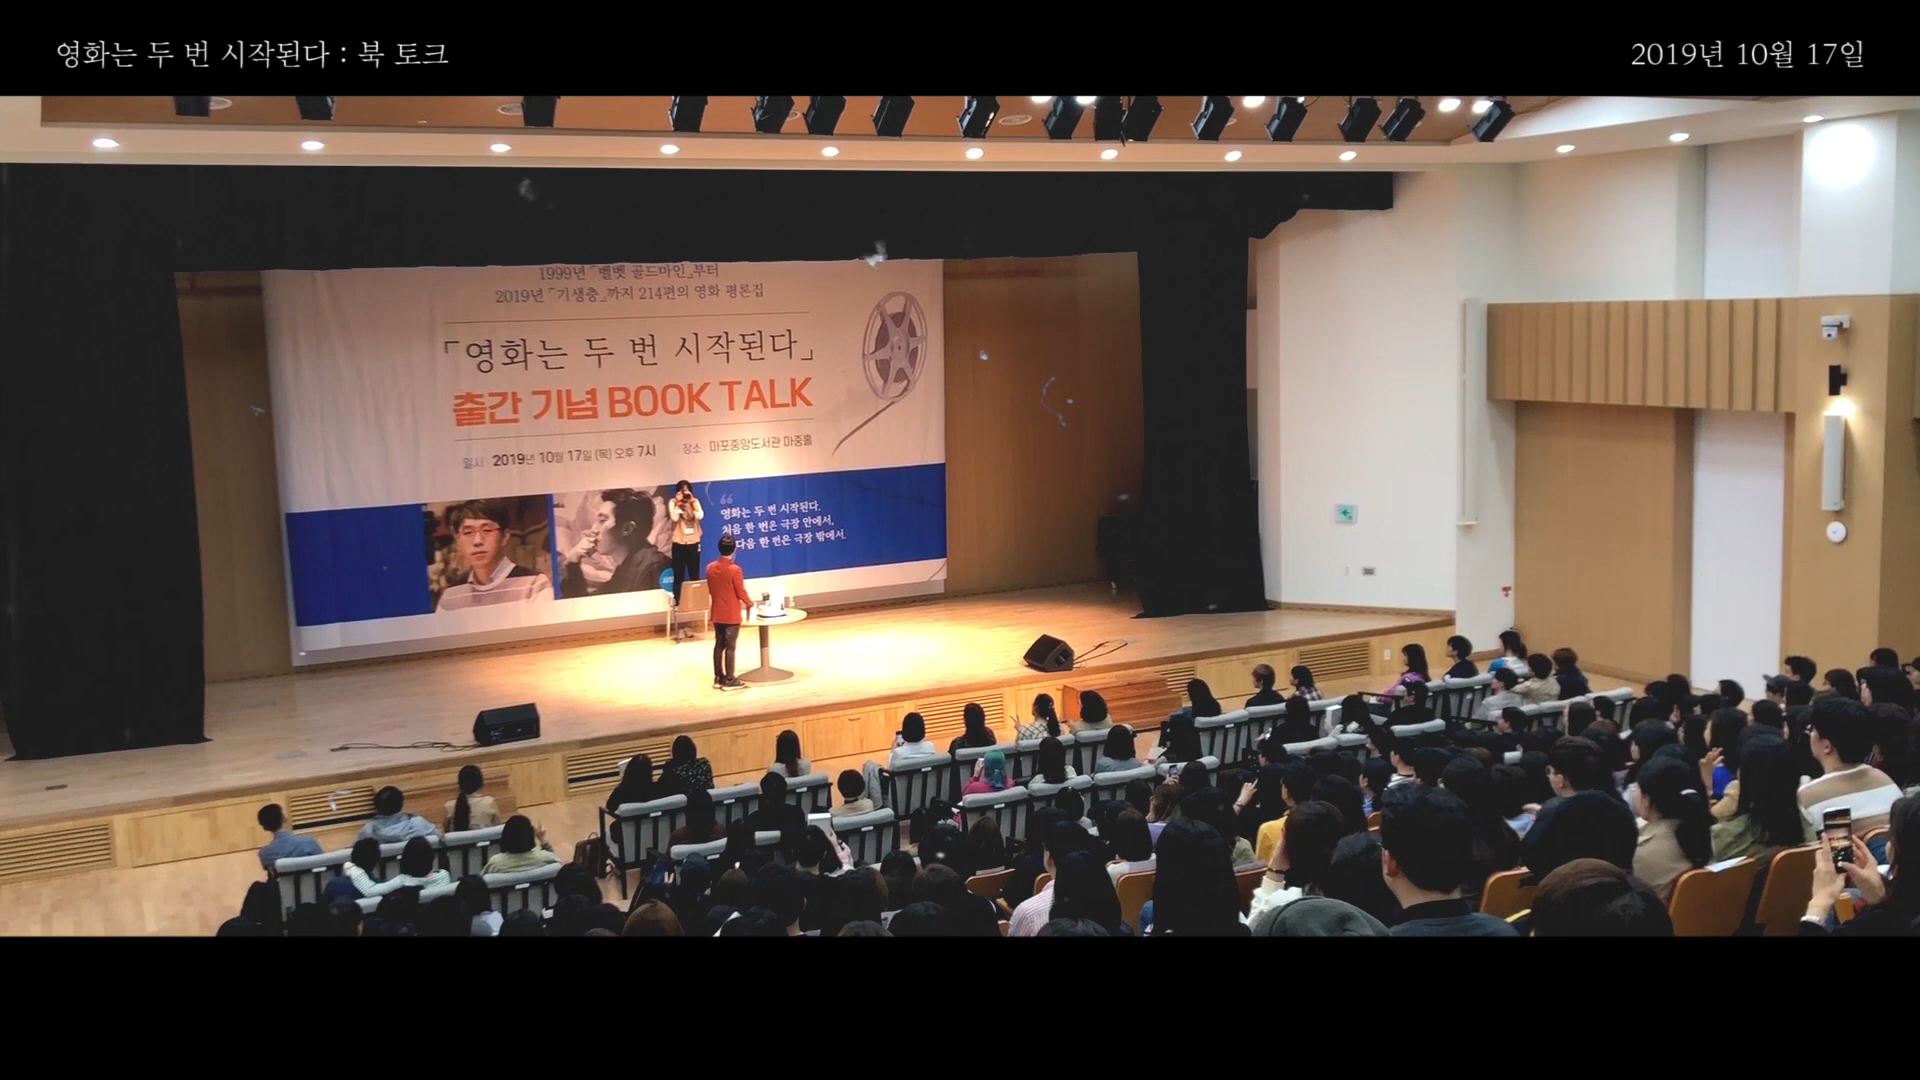 영화는 두 번 시작된다 : 북 토크
2019년 10월 17일
1999년 「벨벳 골드마인」부터
2019년 「기생충」까지 214편의 영화 평론집
「영화는 두 번 시작된다」
출간 기념 BOOK TALK
일시 2019년 10월 17일 (목) 오후 7시 장소 마포중앙도서관 마중홀
영화는 두 번 시작된다.
처음 한 번은 극장 안에서,
다음 한 번은 극장 밖에서.